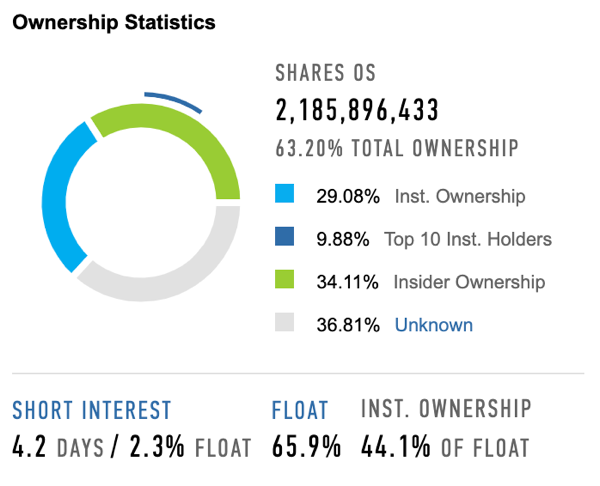 Ownership Statistics
SHARES OS
2,185,896,433
63.20% TOTAL OWNERSHIP
29.08% Inst. Ownership
9.88% Top 10 Inst. Holders
34.11% Insider Ownership
36.81% Unknown
SHORT INTEREST
4.2 DAYS / 2.3% FLOAT
FLOAT
65.9%
INST. OWNERSHIP
44.1% OF FLOAT